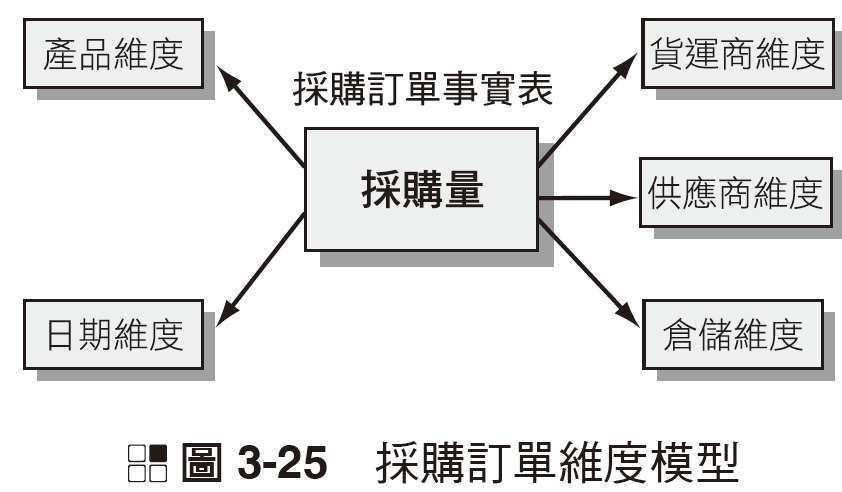 產品維度
貨運商維度
採購訂單事實表
採購量
供應商維度
日期維度
倉儲維度
圖 3-25 採購訂單維度模型